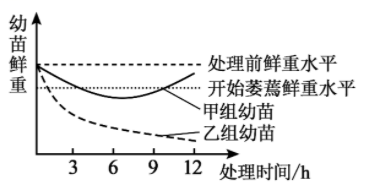 幼苗鲜重
处理前鲜重水平
开始萎蔫鲜重水平
甲组幼苗
乙组幼苗
3 6 9 12 处理时间/h